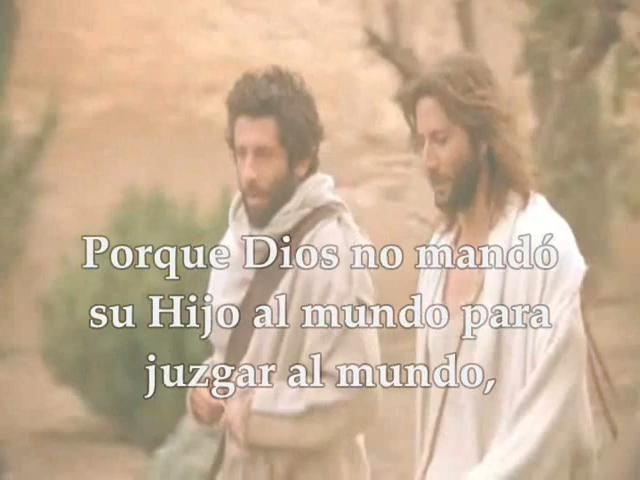 Porque Dios no mandó
su Hijo al mundo para
juzgar al mundo,